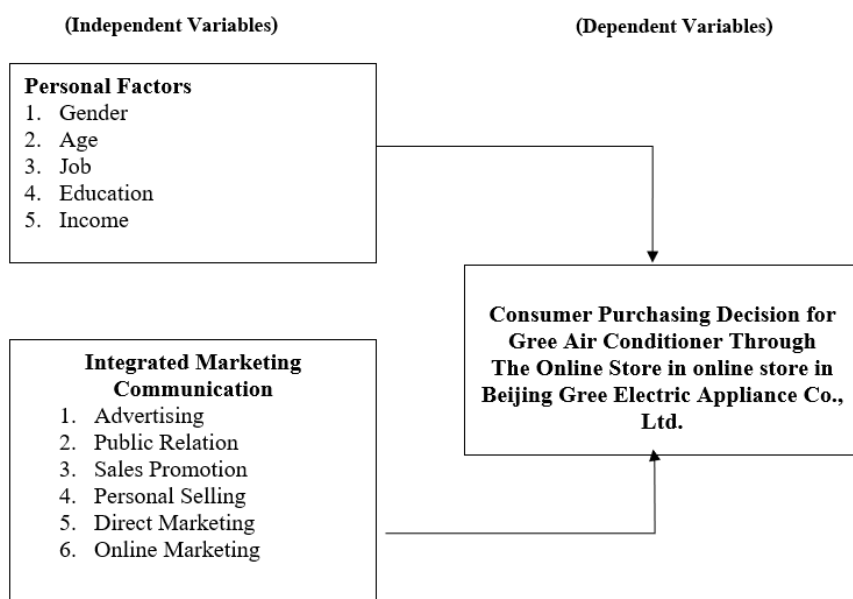 (Independent Variables)
(Dependent Variables)
Personal Factors
1. Gender
2. Age
3. Job
4. Education
5. Income
Consumer Purchasing Decision for
Gree Air Conditioner Through
The Online Store in online store in
Beijing Gree Electric Appliance Co.,
Ltd.
Integrated Marketing
Communication
1. Advertising
2. Public Relation
3. Sales Promotion
4. Personal Selling
5. Direct Marketing
6. Online Marketing